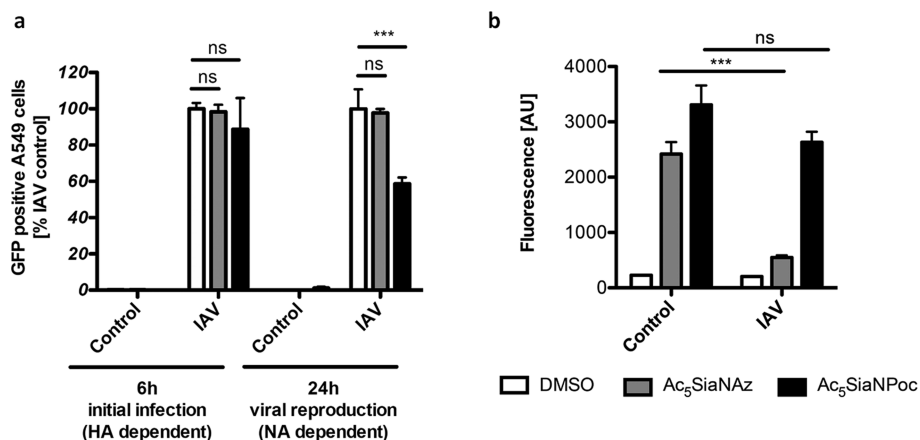 a
GFP positive A549 cells
[% IAV control]
120
100
80
60
40
20
0
ns
ns
***
ns
Control
IAV
Control
IAV
6h
initial infection
(HA dependent)
24h
viral reproduction
(NA dependent)
b
Fluorescence [AU]
4000
3000
2000
1000
0
ns
***
Control
IAV
DMSO
Ac₅SiaNAz
Ac₅SiaNPoc